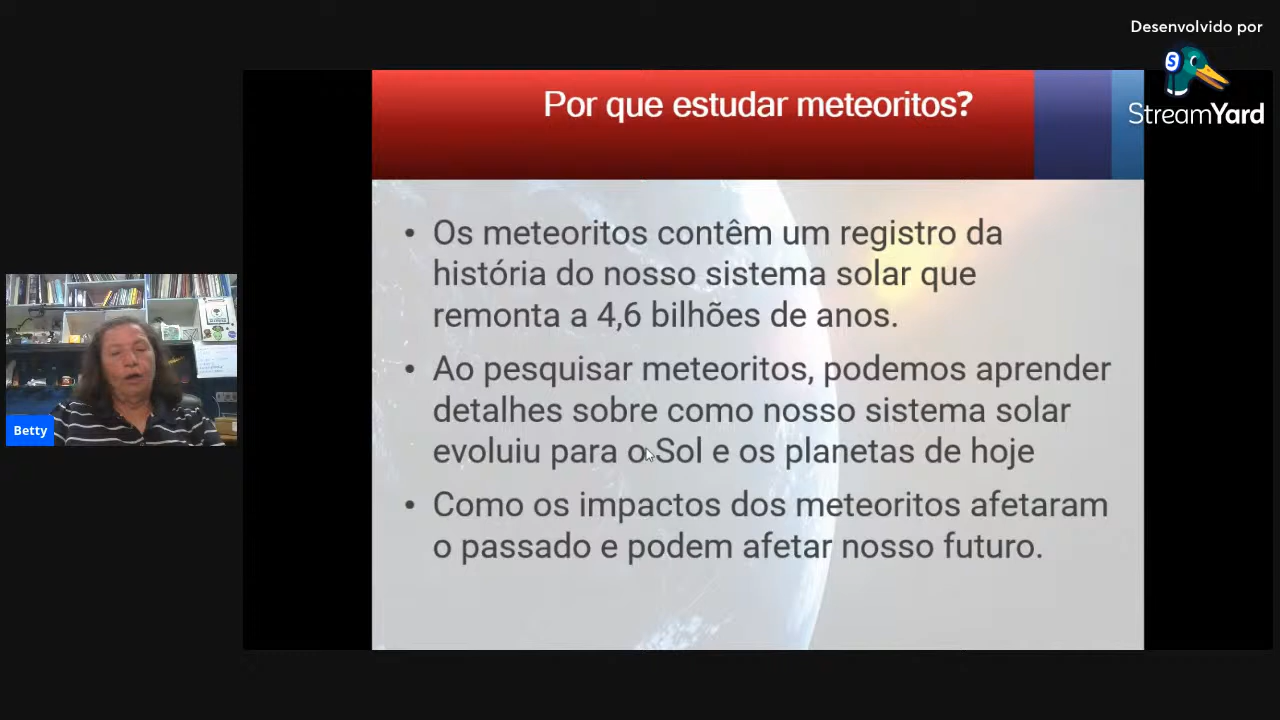 Desenvolvido por
StreamYard
Por que estudar meteoritos?
• Os meteoritos contêm um registro da
história do nosso sistema solar que
remonta a 4,6 bilhões de anos.
• Ao pesquisar meteoritos, podemos aprender
detalhes sobre como nosso sistema solar
evoluiu para o Sol e os planetas de hoje
• Como os impactos dos meteoritos afetaram
o passado e podem afetar nosso futuro.
Betty